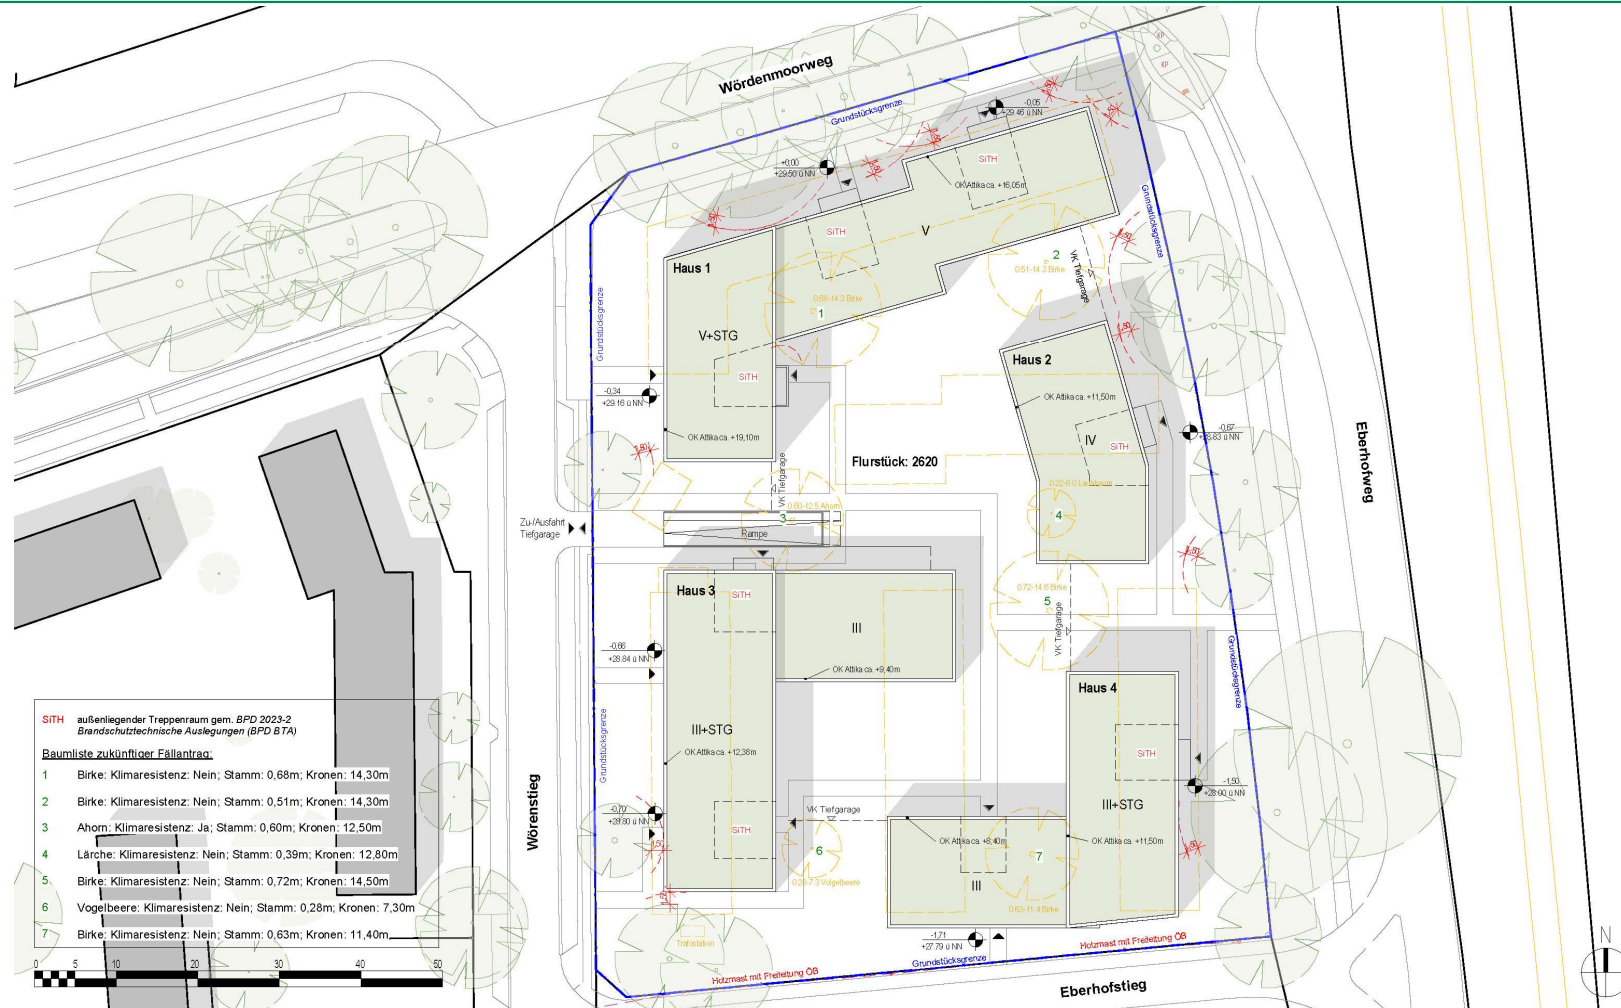 Wördenmoorweg
Grundstücksgrenze
KP
KP
-0,05
+29.46 ü NN
±0,00
+29.50 ü NN
SiTH
OK Attika ca. +16,05m
SiTH
V
Grundstücksgrenze
2
0.51-14.3 Birke
VK Tiefgarage
Haus 1
0.68-14.3 Birke
1
Grundstücksgrenze
V+STG
SiTH
Haus 2
-0,34
+29.16 ü NN
OK Attika ca. +11,50m
OK Attika ca. +19,10m
IV
SiTH
-0,67
+28.83 ü NN
Eberhofweg
Flurstück: 2620
VK Tiefgarage
0.60-12.5 Ahorn
3
4
Zu-/Ausfahrt
Tiefgarage
Rampe
0.72-14.6 Birke
5
VK Tiefgarage
Haus 3
SiTH
III
-0,66
+28.84 ü NN
OK Attika ca. +9,40m
Grundstücksgrenze
Haus 4
III+STG
OK Attika ca. +12,38m
SiTH
Grundstücksgrenze
-1,50
+28.00 ü NN
III+STG
-0,70
+28.80 ü NN
VK Tiefgarage
SiTH
OK Attika ca. +8,40m
OK Attika ca. +11,50m
6
7
0.28-7.3 Volgelbeere
III
0.63-11.4 Birke
Wörenstieg
Trafostation
-1,71
+27.79 ü NN
Holzmast mit Freileitung ÖB
Grundstücksgrenze
Holzmast mit Freileitung ÖB
Eberhofstieg
N
SiTH außenliegender Treppenraum gem. BPD 2023-2
Brandschutztechnische Auslegungen (BPD BTA)
Baumliste zukünftiger Fällantrag:
1 Birke: Klimaresistenz: Nein; Stamm: 0,68m; Kronen: 14,30m
2 Birke: Klimaresistenz: Nein; Stamm: 0,51m; Kronen: 14,30m
3 Ahorn: Klimaresistenz: Ja; Stamm: 0,60m; Kronen: 12,50m
4 Lärche: Klimaresistenz: Nein; Stamm: 0,39m; Kronen: 12,80m
5 Birke: Klimaresistenz: Nein; Stamm: 0,72m; Kronen: 14,50m
6 Vogelbeere: Klimaresistenz: Nein; Stamm: 0,28m; Kronen: 7,30m
7 Birke: Klimaresistenz: Nein; Stamm: 0,63m; Kronen: 11,40m
0 5 10 20 30 40 50